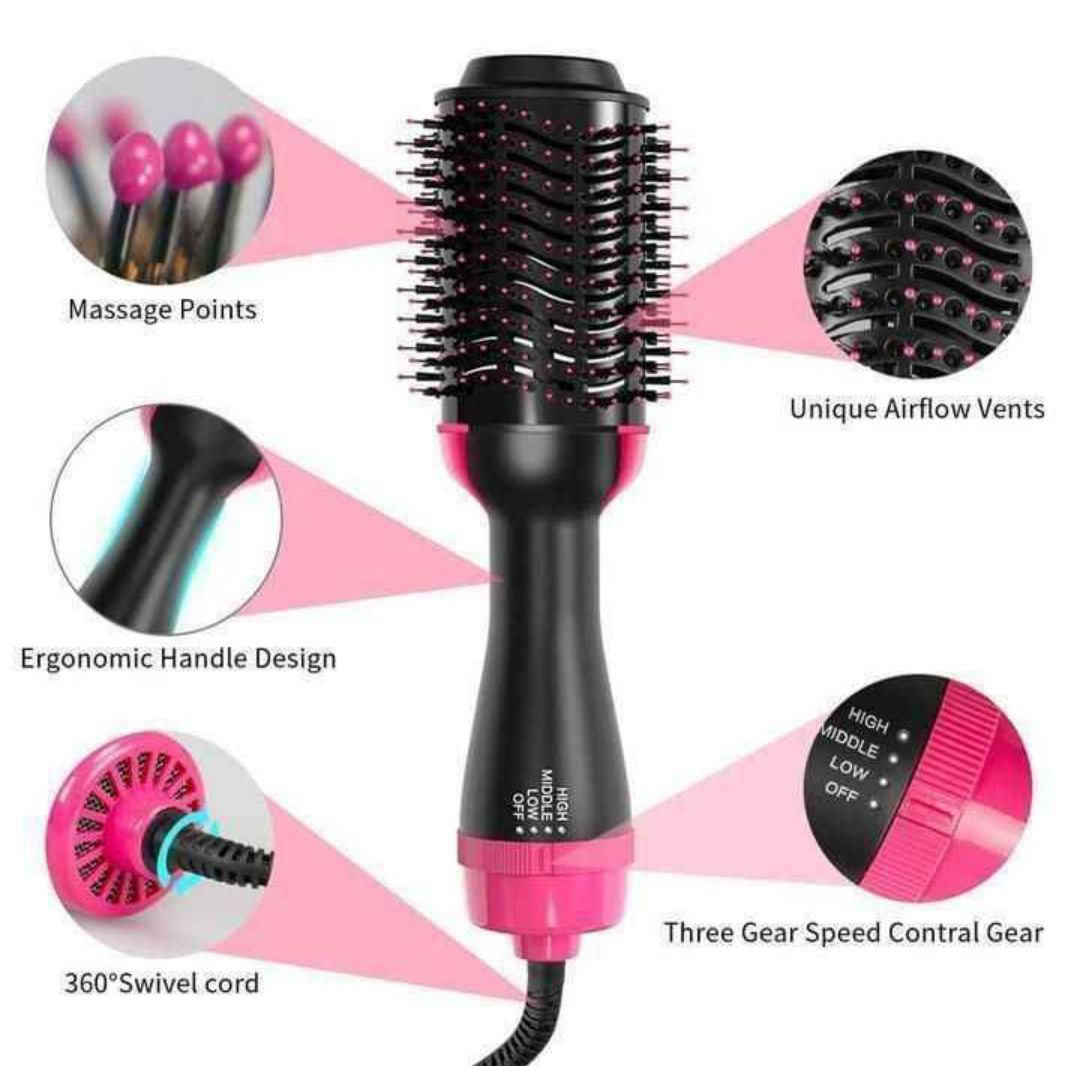 Massage Points
Unique Airflow Vents
Ergonomic Handle Design
HIGH
MIDDLE
LOW
OFF
HIGH
MIDDLE
LOW
OFF
Three Gear Speed Contral Gear
360°Swivel cord